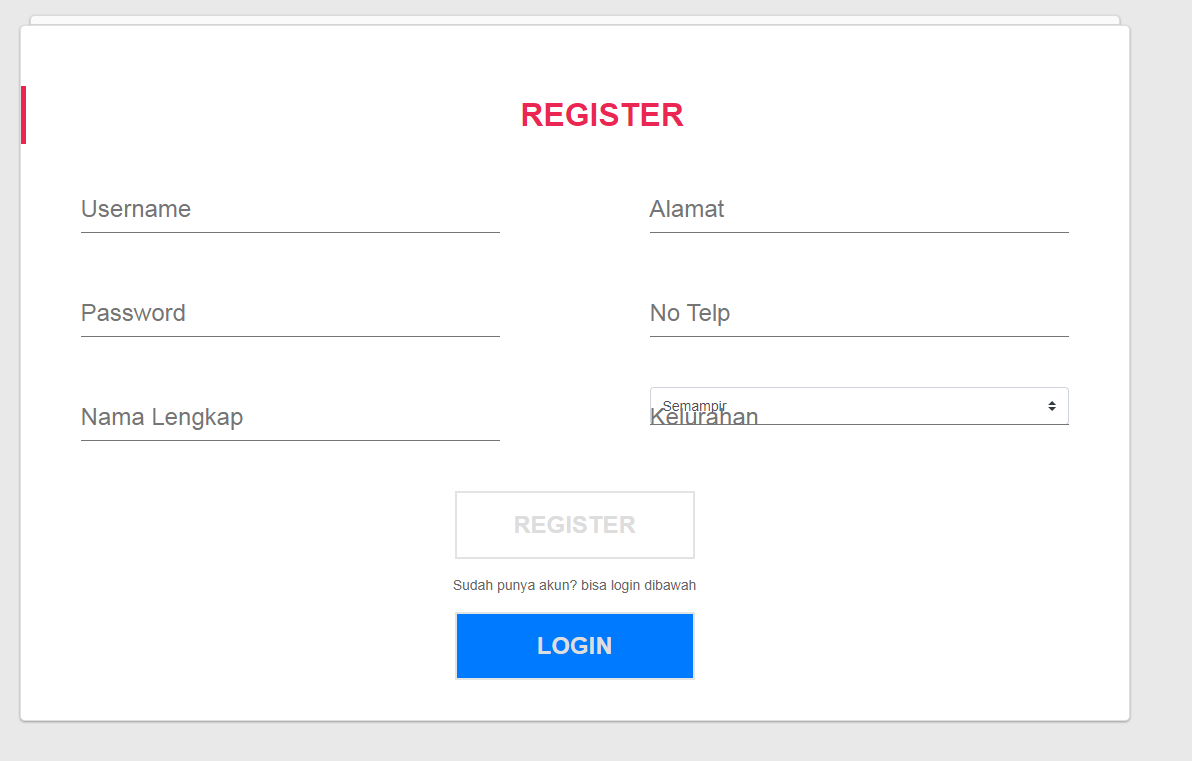 REGISTER
Username
Alamat
Password
No Telp
Nama Lengkap
Semampir
Kelurahan
REGISTER
Sudah punya akun? bisa login dibawah
LOGIN